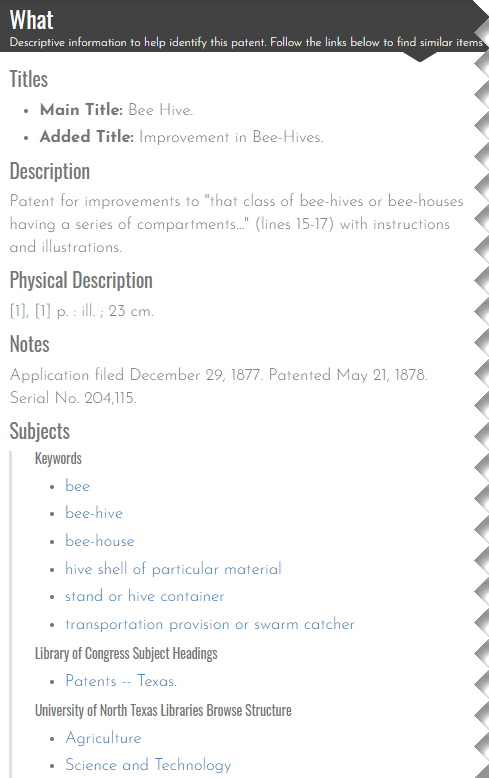 What
Descriptive information to help identify this patent. Follow the links below to find similar items
Titles
• Main Title: Bee Hive.
• Added Title: Improvement in Bee-Hives.
Description
Patent for improvements to "that class of bee-hives or bee-houses
having a series of compartments..." (lines 15-17) with instructions
and illustrations.
Physical Description
[1], [1] p. : ill. ; 23 cm.
Notes
Application filed December 29, 1877. Patented May 21, 1878.
Serial No. 204,115.
Subjects
Keywords
• bee
• bee-hive
• bee-house
• hive shell of particular material
• stand or hive container
• transportation provision or swarm catcher
Library of Congress Subject Headings
• Patents -- Texas.
University of North Texas Libraries Browse Structure
• Agriculture
• Science and Technology